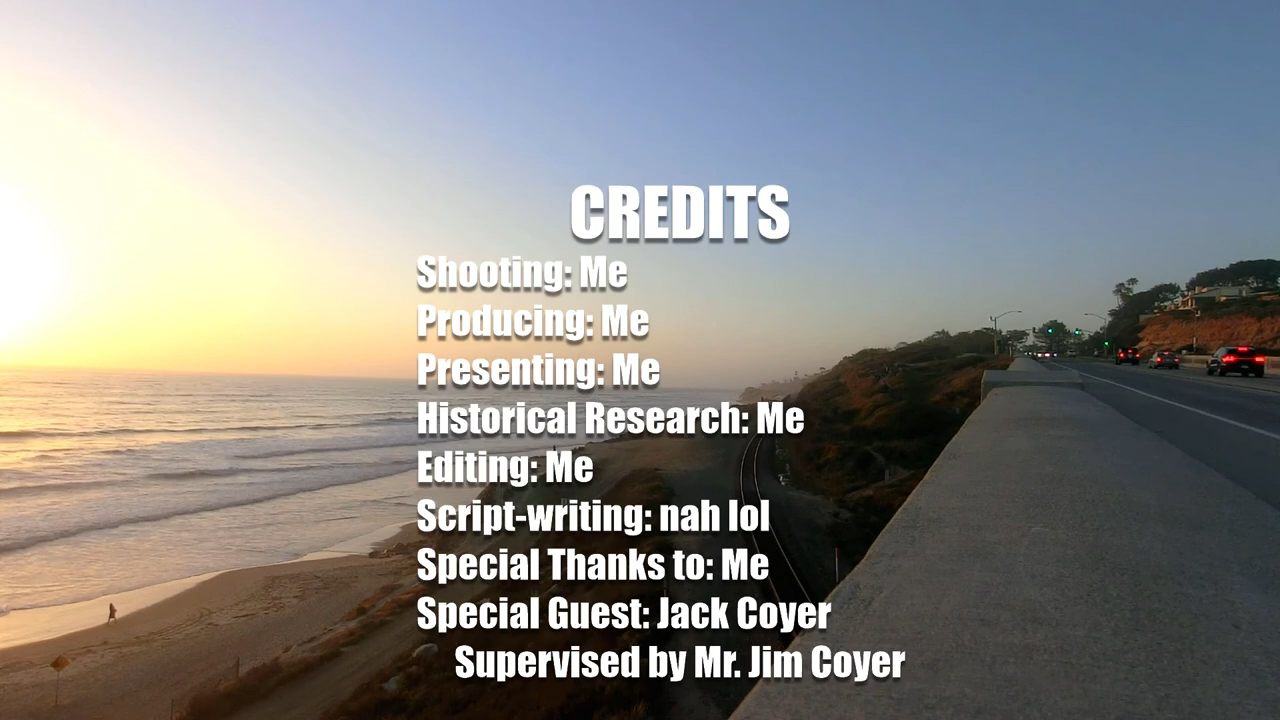 CREDITS
Shooting: Me
Producing: Me
Presenting: Me
Historical Research: Me
Editing: Me
Script-writing: nah lol
Special Thanks to: Me
Special Guest: Jack Coyer
Supervised by Mr. Jim Coyer